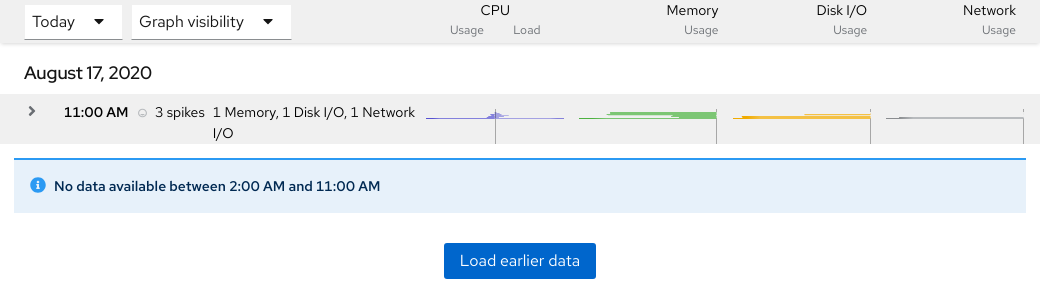 Today
Graph visibility
CPU
Memory
Disk I/O
Network
Usage
Load
Usage
Usage
Usage
August 17, 2020
11:00 AM
3 spikes
1 Memory, 1 Disk I/O, 1 Network
I/O
No data available between 2:00 AM and 11:00 AM
Load earlier data